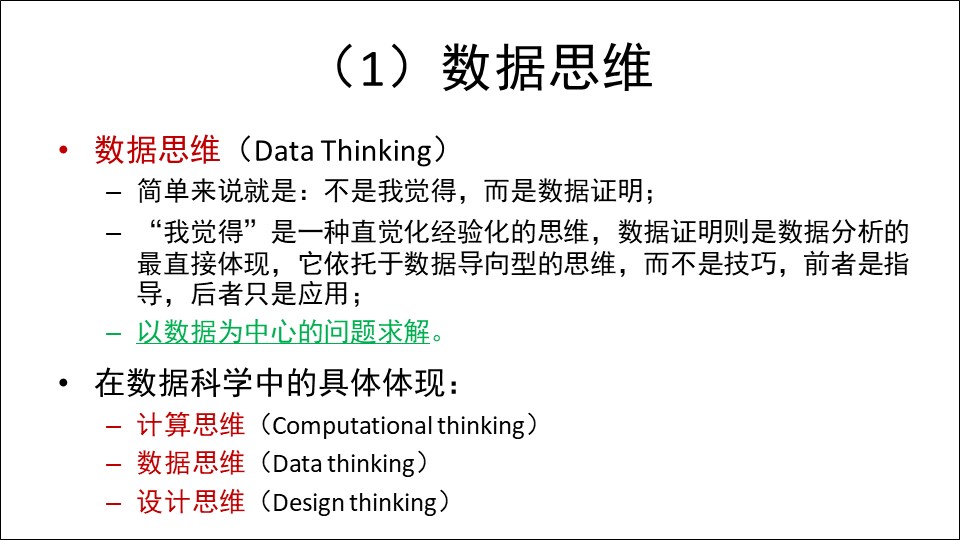 （1）数据思维
• 数据思维（Data Thinking）
– 简单来说就是：不是我觉得，而是数据证明；
– “我觉得”是一种直觉化经验化的思维，数据证明则是数据分析的
最直接体现，它依托于数据导向型的思维，而不是技巧，前者是指
导，后者只是应用；
– 以数据为中心的问题求解。
• 在数据科学中的具体体现：
– 计算思维（Computational thinking）
– 数据思维（Data thinking）
– 设计思维（Design thinking）